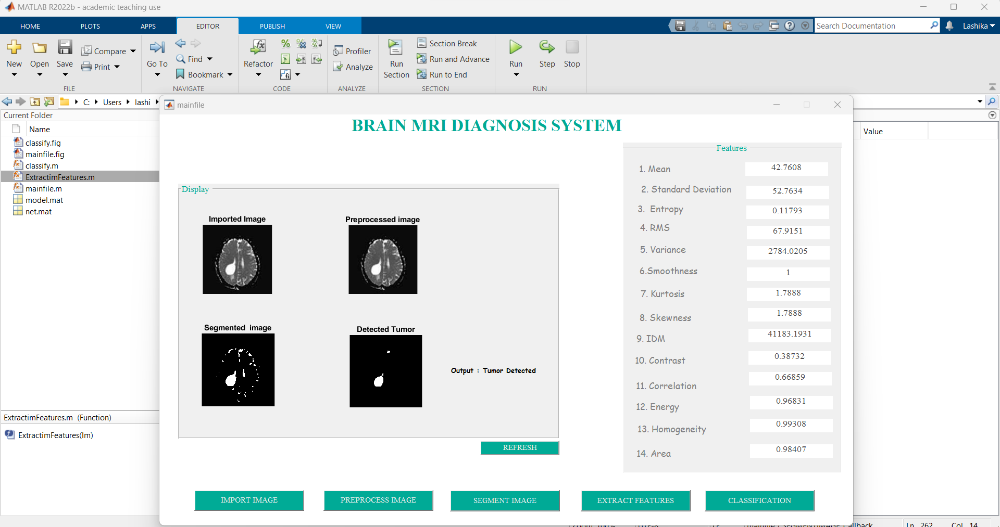 MATLAB R2022b - academic teaching use
HOME PLOTS APPS EDITOR PUBLISH VIEW
Search Documentation
Lashika
New
Open
Save
Compare
Print
FILE
Go To
Find
Bookmark
NAVIGATE
Refactor
CODE
Profiler
Analyze
ANALYZE
Run Section
Section Break
Run and Advance
Run to End
SECTION
Run
Step
Stop
RUN
C: Users lashi
Current Folder
Name
classify.fig
mainfile.fig
classify.m
ExtractimFeatures.m
mainfile.m
model.mat
net.mat
ExtractimFeatures.m (Function)
ExtractimFeatures(Im)
Value
mainfile
BRAIN MRI DIAGNOSIS SYSTEM
Display
Imported Image
Preprocessed image
Segmented image
Detected Tumor
Output : Tumor Detected
REFRESH
Features
1. Mean 42.7608
2. Standard Deviation 52.7634
3. Entropy 0.11793
4. RMS 67.9151
5. Variance 2784.0205
6.Smoothness 1
7. Kurtosis 1.7888
8. Skewness 1.7888
9. IDM 41183.1931
10. Contrast 0.38732
11. Correlation 0.66859
12. Energy 0.96831
13. Homogeneity 0.99308
14. Area 0.98407
IMPORT IMAGE
PREPROCESS IMAGE
SEGMENT IMAGE
EXTRACT FEATURES
CLASSIFICATION
Ln 262 Col 14